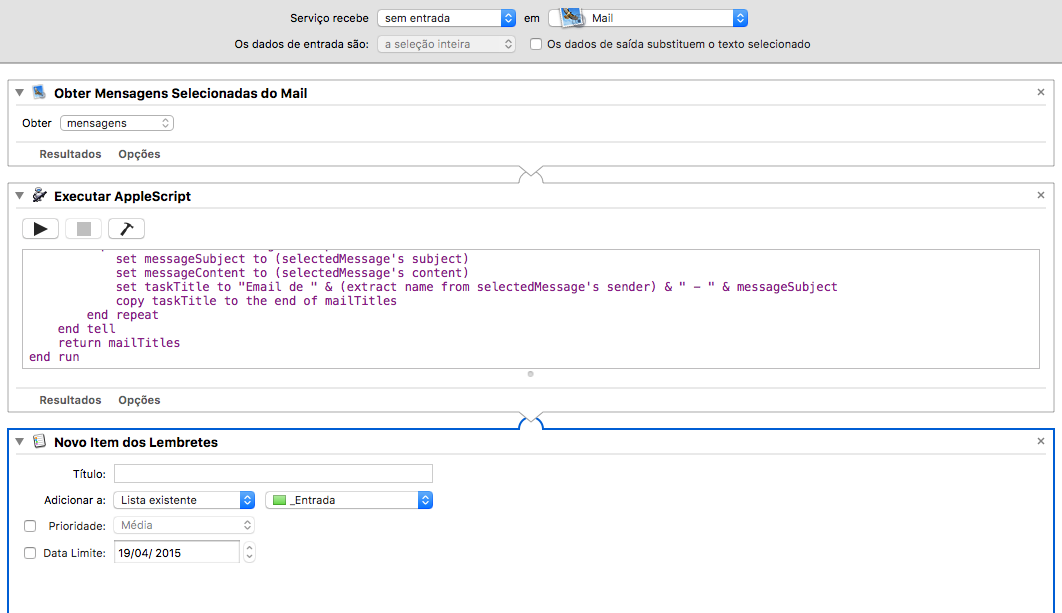 Serviço recebe sem entrada em Mail
Os dados de entrada são: a seleção inteira Os dados de saída substituem o texto selecionado
Obter Mensagens Selecionadas do Mail
Obter mensagens
Resultados Opções
Executar AppleScript
set messageSubject to (selectedMessage's subject)
set messageContent to (selectedMessage's content)
set taskTitle to "Email de " & (extract name from selectedMessage's sender) & " - " & messageSubject
copy taskTitle to the end of mailTitles
end repeat
end tell
return mailTitles
end run
Resultados Opções
Novo Item dos Lembretes
Título:
Adicionar a: Lista existente _Entrada
Prioridade: Média
Data Limite: 19/04/ 2015